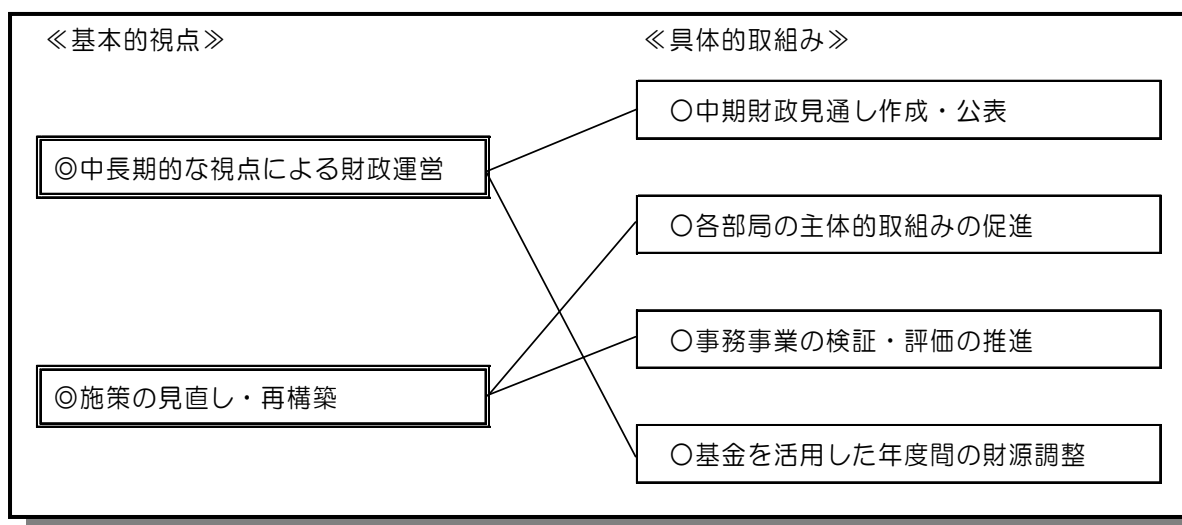 ≪基本的視点≫
≪具体的取組み≫
〇中期財政見通し作成・公表
◎中長期的な視点による財政運営
〇各部局の主体的取組みの促進
〇事務事業の検証・評価の推進
◎施策の見直し・再構築
〇基金を活用した年度間の財源調整